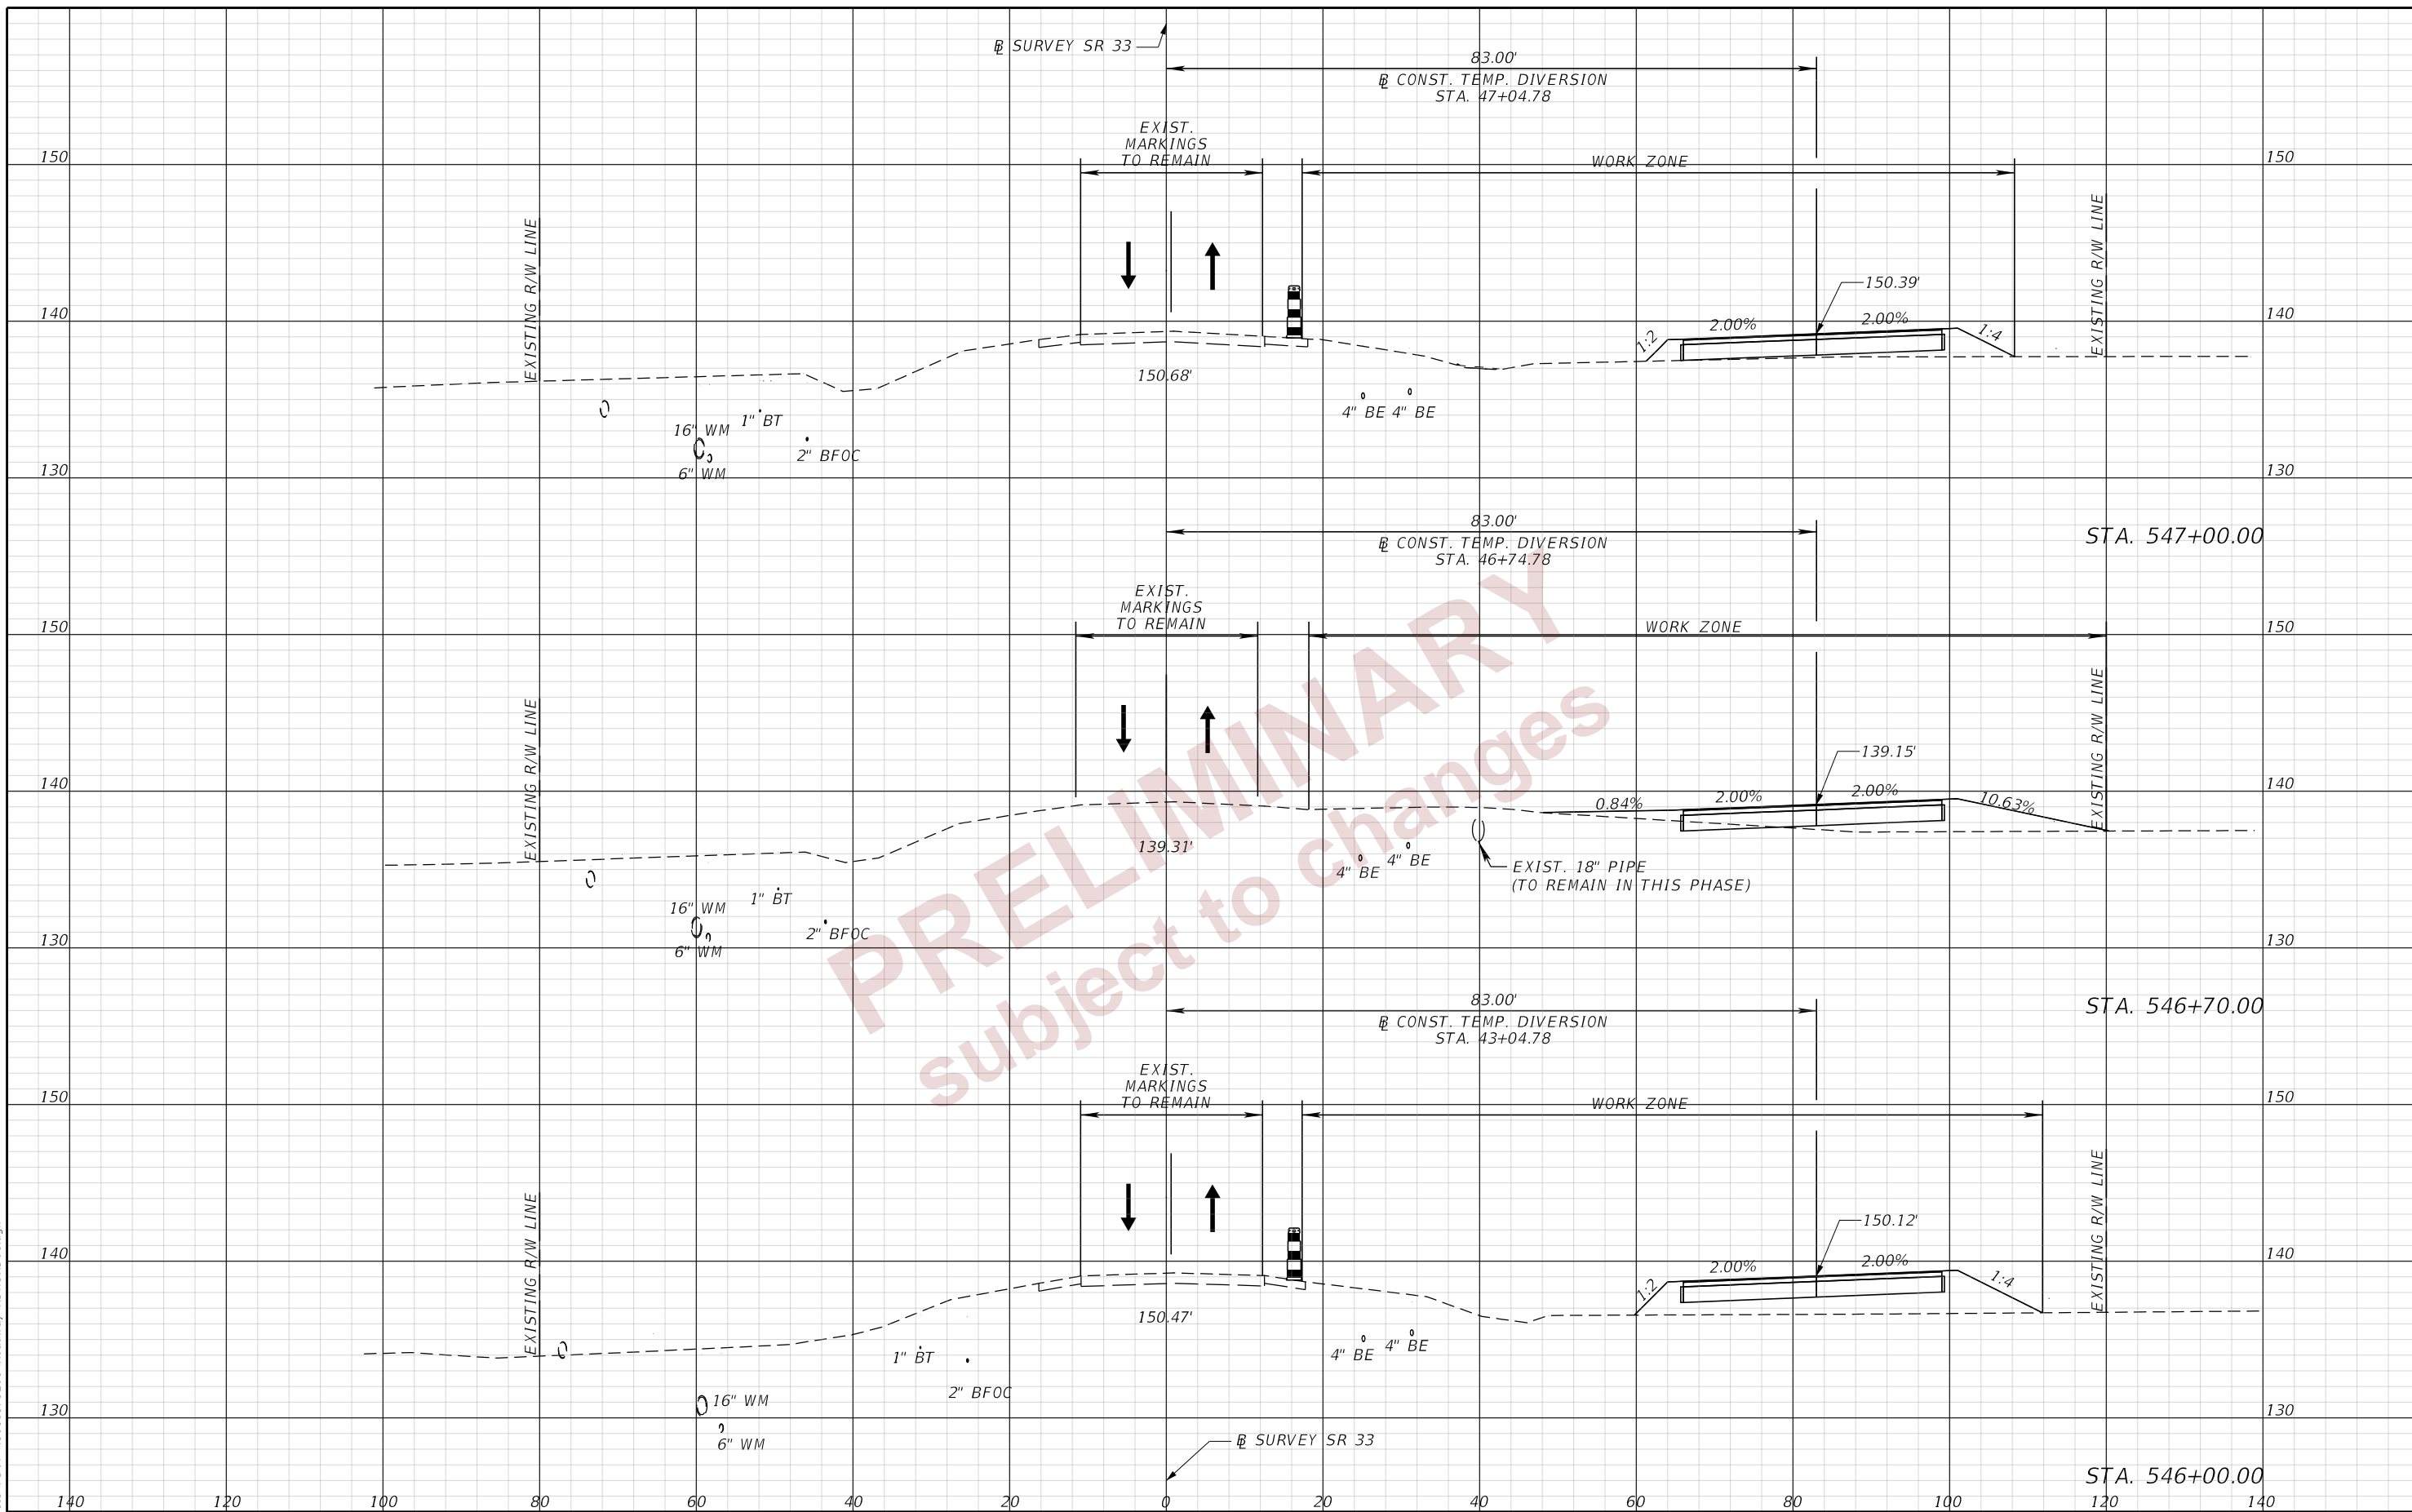 ℄ SURVEY SR 33
83.00'
℄ CONST. TEMP. DIVERSION
STA. 47+04.78
EXIST.
MARKINGS
TO REMAIN
WORK ZONE
150
150
EXISTING R/W LINE
EXISTING R/W LINE
150.39'
140
2.00%
2.00%
140
1:2
1:4
150.68'
4" BE 4" BE
1" BT
16" WM
2" BFOC
6" WM
130
130
83.00'
STA. 547+00.00
℄ CONST. TEMP. DIVERSION
STA. 46+74.78
EXIST.
MARKINGS
TO REMAIN
WORK ZONE
150
150
EXISTING R/W LINE
EXISTING R/W LINE
139.15'
140
0.84%
2.00%
2.00%
10.63%
140
139.31'
4" BE
4" BE
EXIST. 18" PIPE
(TO REMAIN IN THIS PHASE)
1" BT
16" WM
2" BFOC
6" WM
130
130
PRELIMINARY
subject to changes
83.00'
STA. 546+70.00
℄ CONST. TEMP. DIVERSION
STA. 43+04.78
EXIST.
MARKINGS
TO REMAIN
WORK ZONE
150
150
EXISTING R/W LINE
EXISTING R/W LINE
150.12'
140
2.00%
2.00%
140
1:2
1:4
150.47'
4" BE
4" BE
1" BT
2" BFOC
16" WM
6" WM
130
130
℄ SURVEY SR 33
STA. 546+00.00
140 120 100 80 60 40 20 0 20 40 60 80 100 120 140